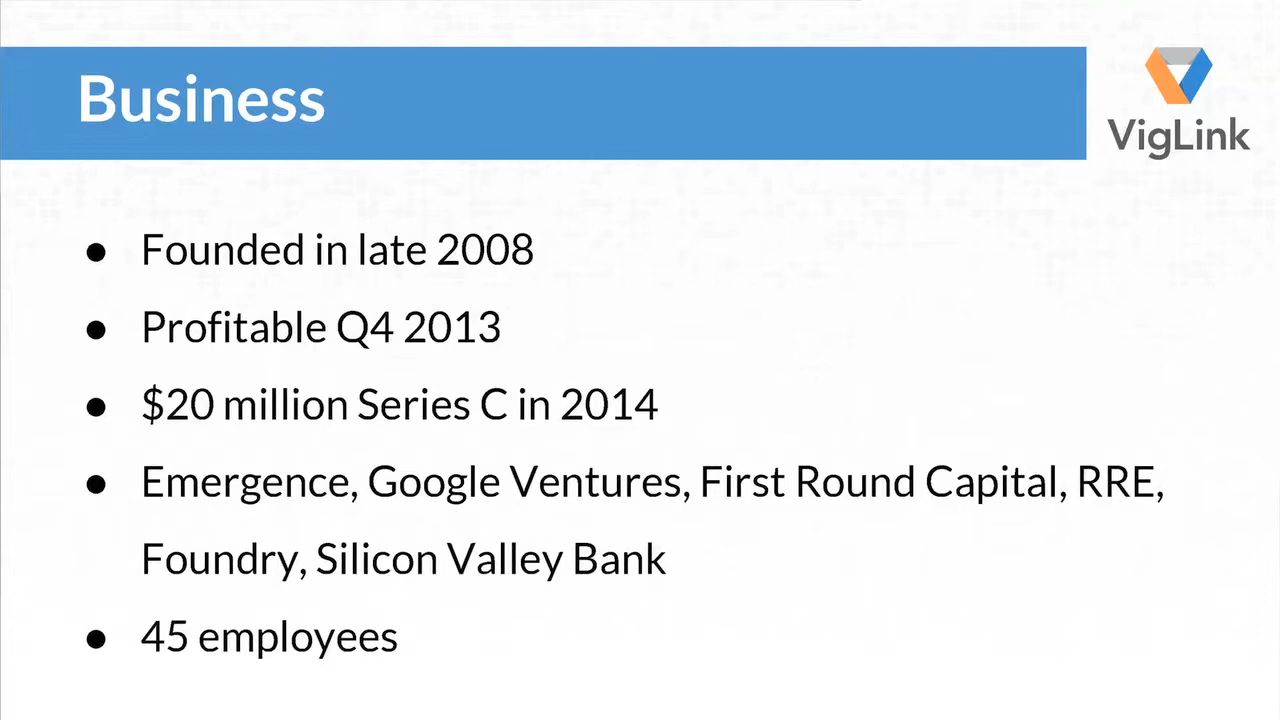 Business
VigLink
● Founded in late 2008
● Profitable Q4 2013
● $20 million Series C in 2014
● Emergence, Google Ventures, First Round Capital, RRE,
Foundry, Silicon Valley Bank
● 45 employees